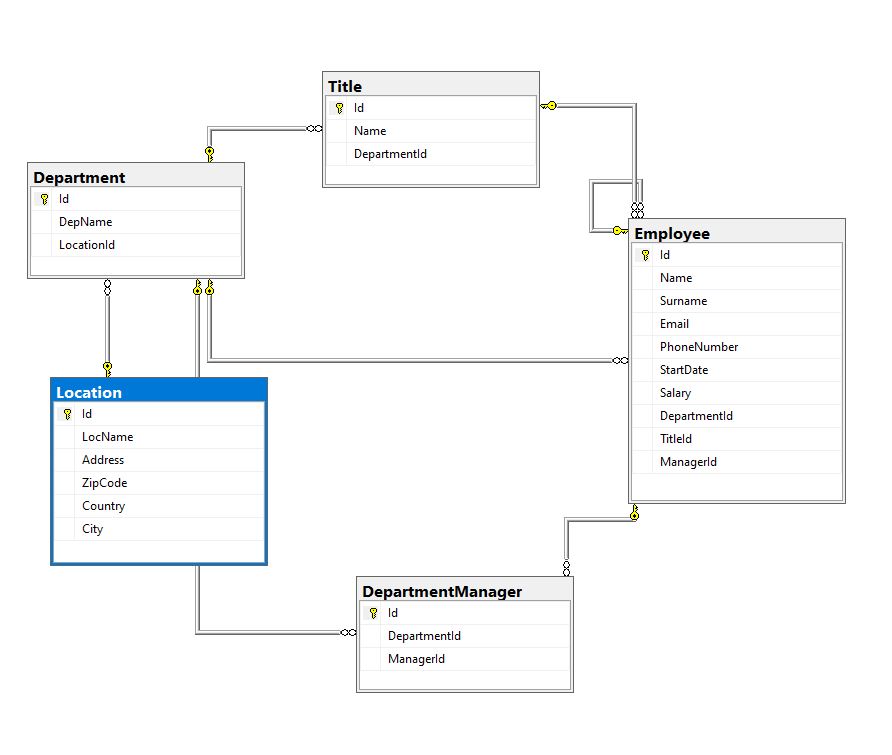 Title
Id
Name
DepartmentId
Department
Id
DepName
LocationId
Employee
Id
Name
Surname
Email
PhoneNumber
StartDate
Salary
DepartmentId
TitleId
ManagerId
Location
Id
LocName
Address
ZipCode
Country
City
DepartmentManager
Id
DepartmentId
ManagerId